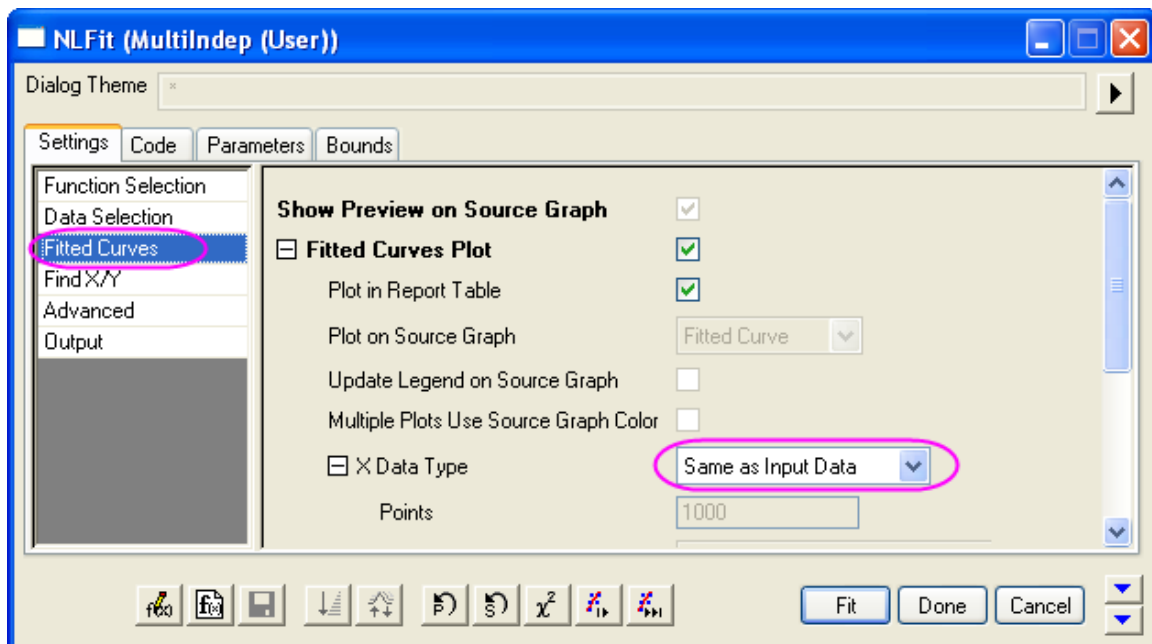 NLFit (MultiIndep (User))
Dialog Theme *
Settings Code Parameters Bounds
Function Selection
Data Selection
Fitted Curves
Find X/Y
Advanced
Output
Show Preview on Source Graph
Fitted Curves Plot
Plot in Report Table
Plot on Source Graph Fitted Curve
Update Legend on Source Graph
Multiple Plots Use Source Graph Color
X Data Type Same as Input Data
Points 1000
P S χ² Fit Done Cancel